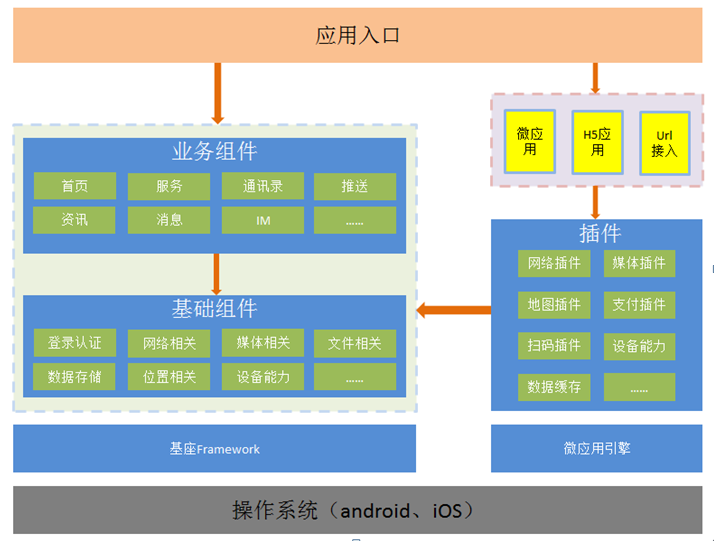 应用入口
业务组件
首页 服务 通讯录 推送
资讯 消息 IM ......
基础组件
登录认证 网络相关 媒体相关 文件相关
数据存储 位置相关 设备能力 ......
基座Framework
微应
用
H5应
用
Url
接入
插件
网络插件 媒体插件
地图插件 支付插件
扫码插件 设备能力
数据缓存 ......
微应用引擎
操作系统（android、iOS）